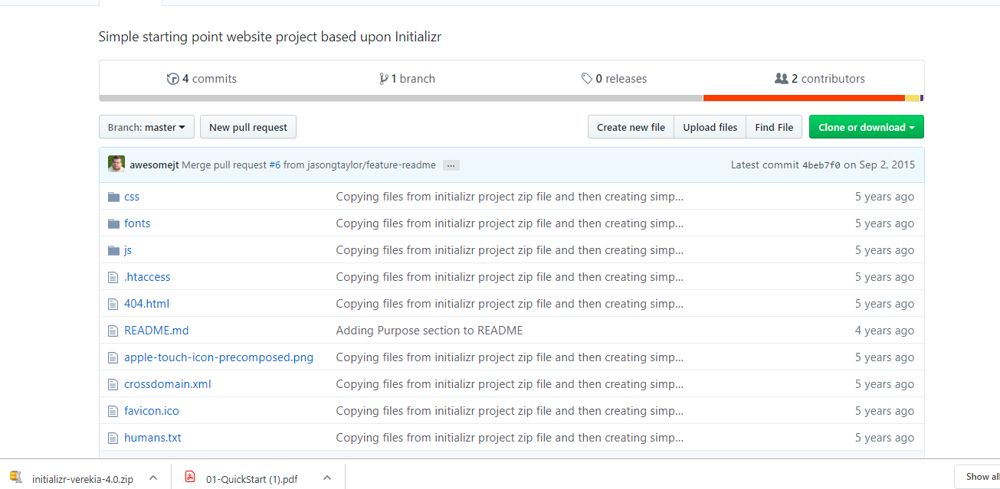 Simple starting point website project based upon Initializr
4 commits 1 branch 0 releases 2 contributors
Branch: master New pull request Create new file Upload files Find File Clone or download
awesomejt Merge pull request #6 from jasongtaylor/feature-readme ... Latest commit 4beb7f0 on Sep 2, 2015
css Copying files from initializr project zip file and then creating simp... 5 years ago
fonts Copying files from initializr project zip file and then creating simp... 5 years ago
js Copying files from initializr project zip file and then creating simp... 5 years ago
.htaccess Copying files from initializr project zip file and then creating simp... 5 years ago
404.html Copying files from initializr project zip file and then creating simp... 5 years ago
README.md Adding Purpose section to README 4 years ago
apple-touch-icon-precomposed.png Copying files from initializr project zip file and then creating simp... 5 years ago
crossdomain.xml Copying files from initializr project zip file and then creating simp... 5 years ago
favicon.ico Copying files from initializr project zip file and then creating simp... 5 years ago
humans.txt Copying files from initializr project zip file and then creating simp... 5 years ago
initializr-verekia-4.0.zip 01-QuickStart (1).pdf Show all